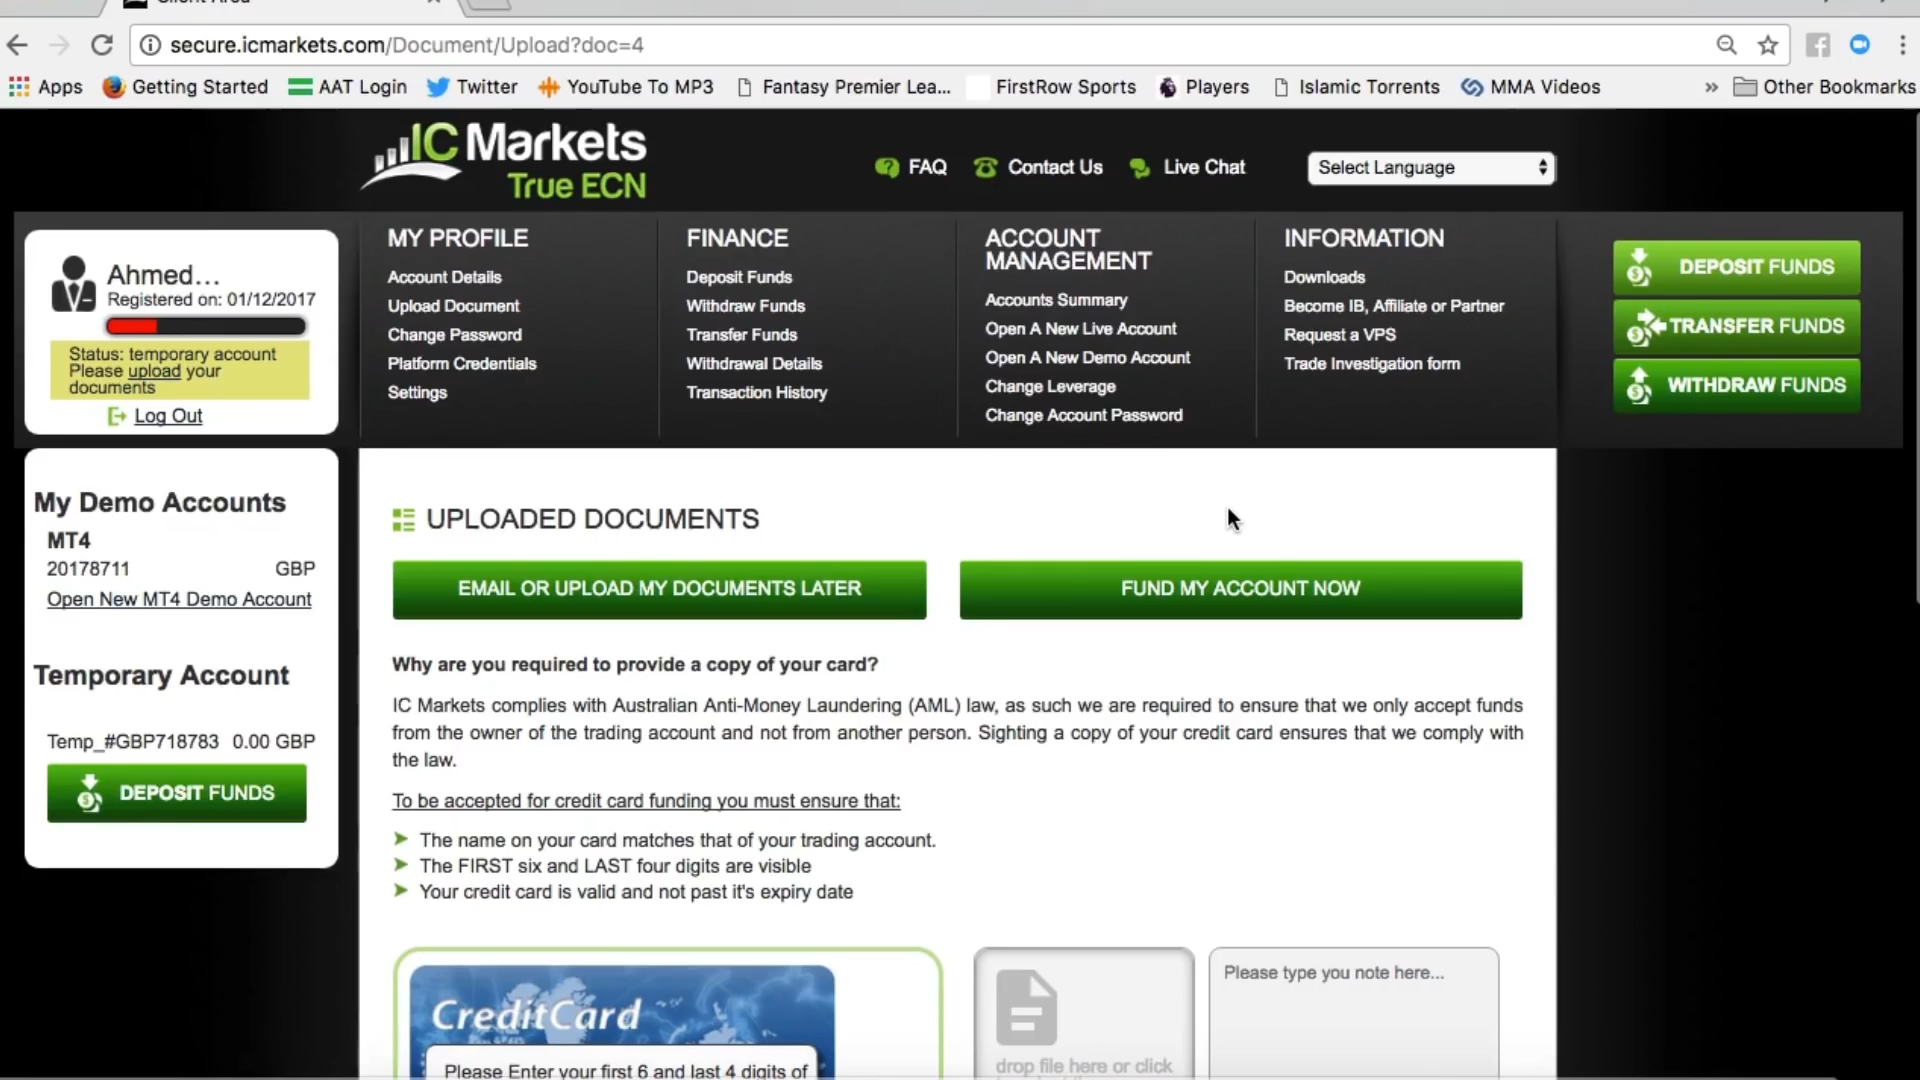 Client Area
secure.icmarkets.com/Document/Upload?doc=4
Apps Getting Started AAT Login Twitter YouTube To MP3 Fantasy Premier Lea... FirstRow Sports Players Islamic Torrents MMA Videos » Other Bookmarks
IC Markets
True ECN
FAQ Contact Us Live Chat Select Language
Ahmed...
Registered on: 01/12/2017
Status: temporary account
Please upload your
documents
Log Out
MY PROFILE
Account Details
Upload Document
Change Password
Platform Credentials
Settings
FINANCE
Deposit Funds
Withdraw Funds
Transfer Funds
Withdrawal Details
Transaction History
ACCOUNT
MANAGEMENT
Accounts Summary
Open A New Live Account
Open A New Demo Account
Change Leverage
Change Account Password
INFORMATION
Downloads
Become IB, Affiliate or Partner
Request a VPS
Trade Investigation form
DEPOSIT FUNDS
TRANSFER FUNDS
WITHDRAW FUNDS
My Demo Accounts
MT4
20178711 GBP
Open New MT4 Demo Account
Temporary Account
Temp_#GBP718783 0.00 GBP
DEPOSIT FUNDS
UPLOADED DOCUMENTS
EMAIL OR UPLOAD MY DOCUMENTS LATER
FUND MY ACCOUNT NOW
Why are you required to provide a copy of your card?
IC Markets complies with Australian Anti-Money Laundering (AML) law, as such we are required to ensure that we only accept funds
from the owner of the trading account and not from another person. Sighting a copy of your credit card ensures that we comply with
the law.
To be accepted for credit card funding you must ensure that:
The name on your card matches that of your trading account.
The FIRST six and LAST four digits are visible
Your credit card is valid and not past it's expiry date
CreditCard
Please Enter your first 6 and last 4 digits of
drop file here or click
Please type you note here...